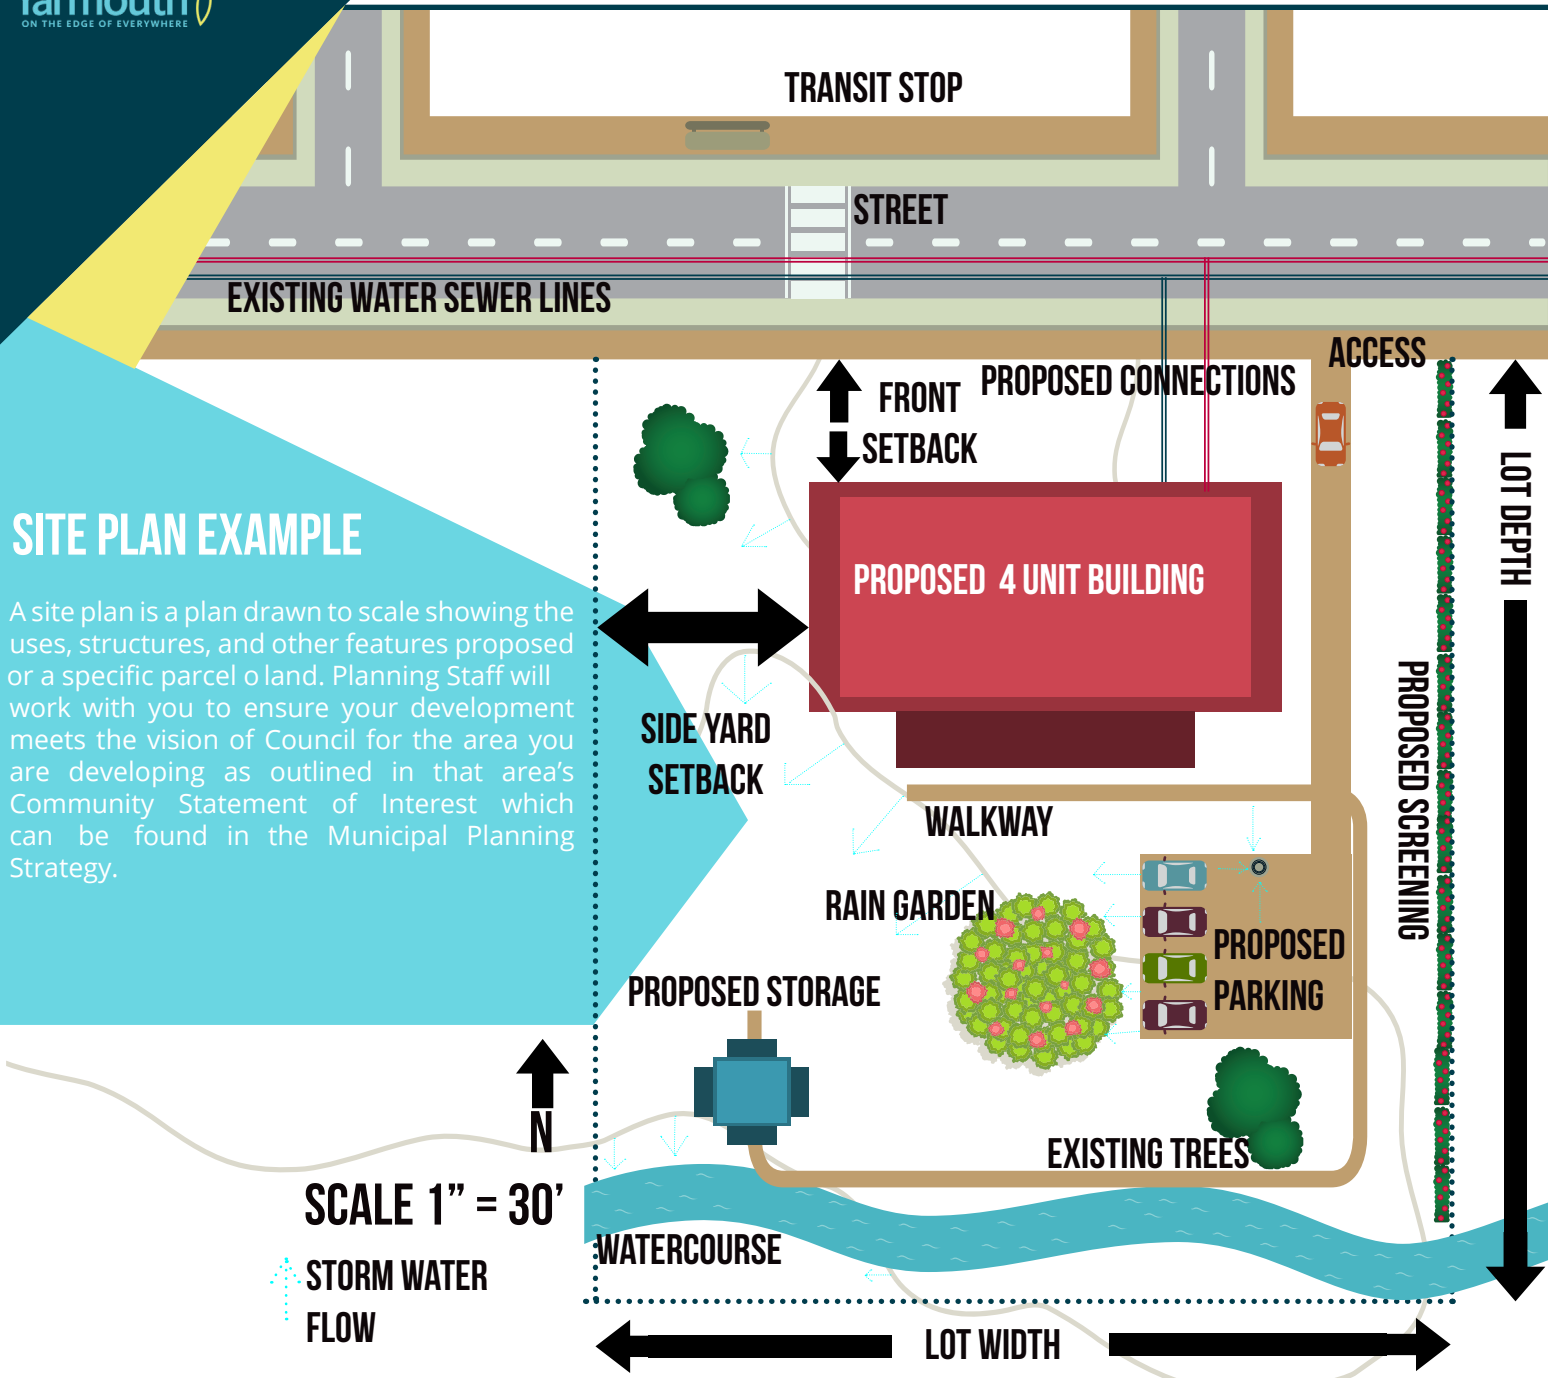 ON THE EDGE OF EVERYWHERE
TRANSIT STOP
STREET
EXISTING WATER SEWER LINES
ACCESS
PROPOSED CONNECTIONS
FRONT
SETBACK
LOT DEPTH
SITE PLAN EXAMPLE
A site plan is a plan drawn to scale showing the
uses, structures, and other features proposed
or a specific parcel o land. Planning Staff will
work with you to ensure your development
meets the vision of Council for the area you
are developing as outlined in that area’s
Community Statement of Interest which
can be found in the Municipal Planning
Strategy.
PROPOSED 4 UNIT BUILDING
SIDE YARD
SETBACK
PROPOSED SCREENING
WALKWAY
RAIN GARDEN
PROPOSED
PARKING
PROPOSED STORAGE
N
EXISTING TREES
SCALE 1” = 30’
WATERCOURSE
STORM WATER
FLOW
LOT WIDTH